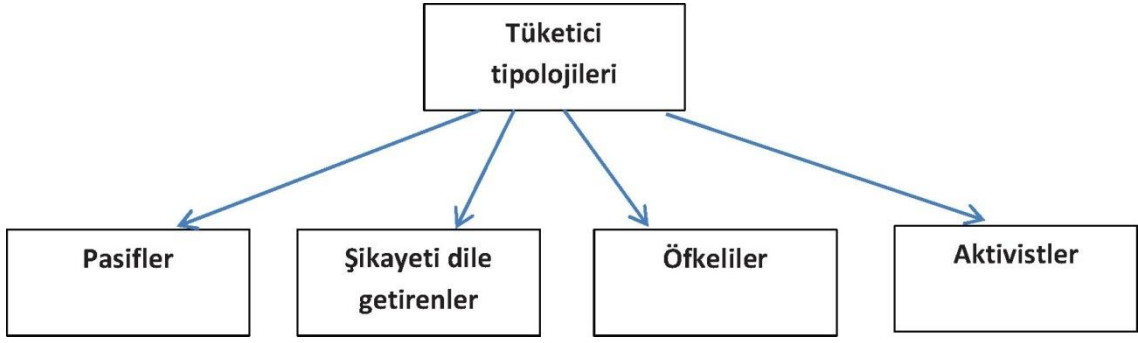 Tüketici
tipolojileri
Pasifler
Şikayeti dile
getirenler
Öfkeliler
Aktivistler